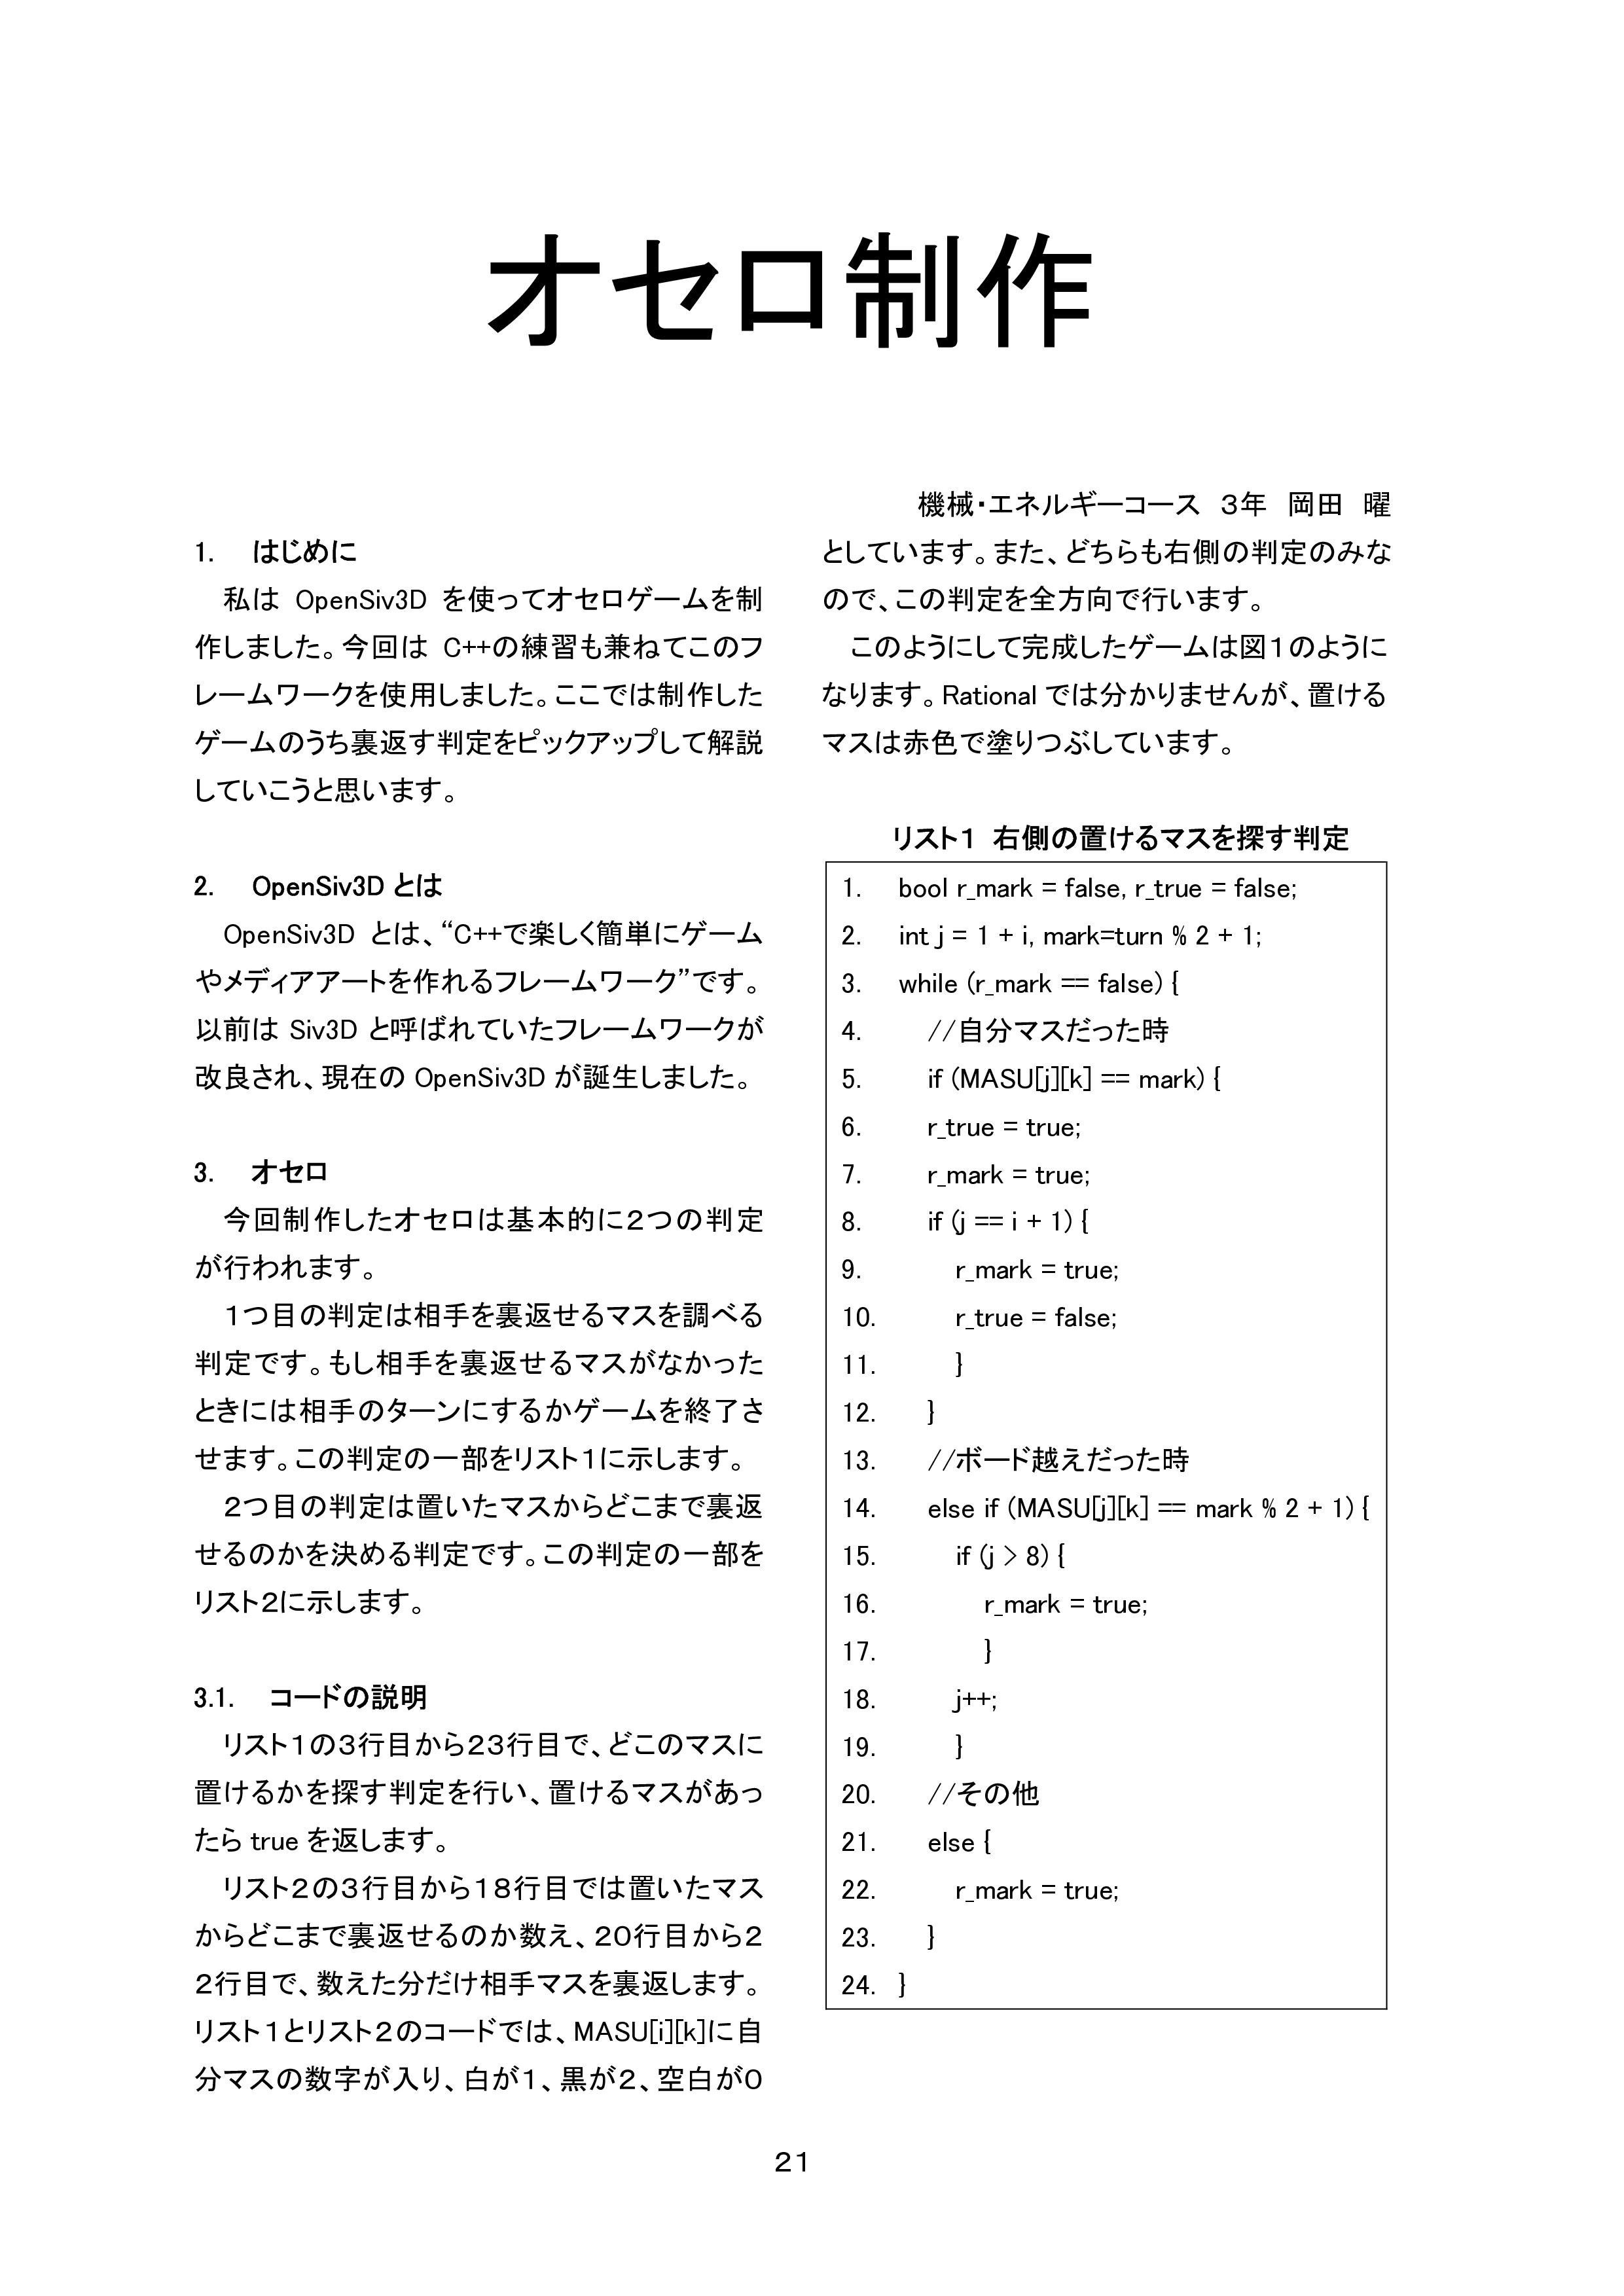 オセロ制作
機械・エネルギーコース 3年 岡田 曜
1. はじめに
私は OpenSiv3D を使ってオセロゲームを制
作しました。今回は C++の練習も兼ねてこのフ
レームワークを使用しました。ここでは制作した
ゲームのうち裏返す判定をピックアップして解説
していこうと思います。
2. OpenSiv3D とは
OpenSiv3D とは、“C++で楽しく簡単にゲーム
やメディアアートを作れるフレームワーク”です。
以前は Siv3D と呼ばれていたフレームワークが
改良され、現在の OpenSiv3D が誕生しました。
3. オセロ
今回制作したオセロは基本的に2つの判定
が行われます。
1つ目の判定は相手を裏返せるマスを調べる
判定です。もし相手を裏返せるマスがなかった
ときには相手のターンにするかゲームを終了さ
せます。この判定の一部をリスト1に示します。
2つ目の判定は置いたマスからどこまで裏返
せるのかを決める判定です。この判定の一部を
リスト2に示します。
3.1. コードの説明
リスト1の3行目から23行目で、どこのマスに
置けるかを探す判定を行い、置けるマスがあっ
たら true を返します。
リスト2の3行目から18行目では置いたマス
からどこまで裏返せるのか数え、20行目から2
2行目で、数えた分だけ相手マスを裏返します。
リスト1とリスト2のコードでは、MASU[i][k]に自
分マスの数字が入り、白が1、黒が2、空白が0
としています。また、どちらも右側の判定のみな
ので、この判定を全方向で行います。
このようにして完成したゲームは図1のように
なります。Rational では分かりませんが、置ける
マスは赤色で塗りつぶしています。
リスト1 右側の置けるマスを探す判定
1. bool r_mark = false, r_true = false;
2. int j = 1 + i, mark=turn % 2 + 1;
3. while (r_mark == false) {
4. //自分マスだった時
5. if (MASU[j][k] == mark) {
6. r_true = true;
7. r_mark = true;
8. if (j == i + 1) {
9. r_mark = true;
10. r_true = false;
11. }
12. }
13. //ボード越えだった時
14. else if (MASU[j][k] == mark % 2 + 1) {
15. if (j > 8) {
16. r_mark = true;
17. }
18. j++;
19. }
20. //その他
21. else {
22. r_mark = true;
23. }
24. }
21